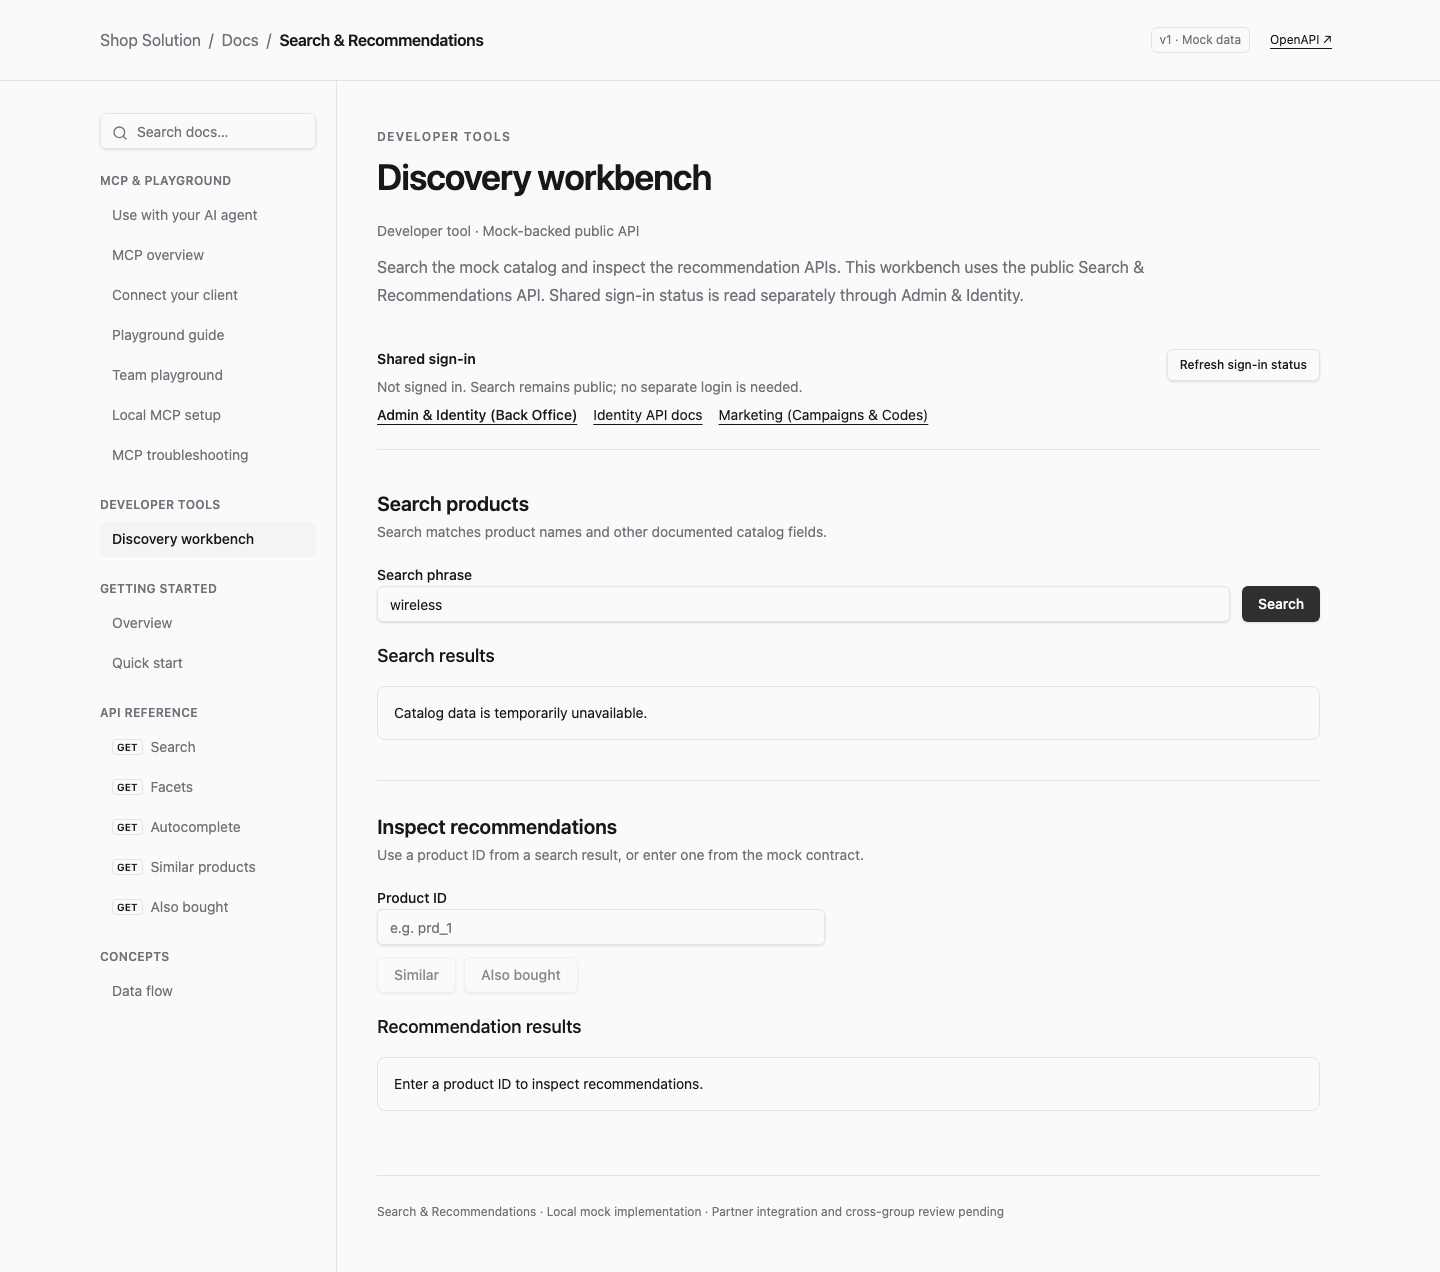 Shop Solution / Docs / Search & Recommendations
v1 · Mock data
OpenAPI ↗
Search docs...
MCP & PLAYGROUND
Use with your AI agent
MCP overview
Connect your client
Playground guide
Team playground
Local MCP setup
MCP troubleshooting
DEVELOPER TOOLS
Discovery workbench
GETTING STARTED
Overview
Quick start
API REFERENCE
GET Search
GET Facets
GET Autocomplete
GET Similar products
GET Also bought
CONCEPTS
Data flow
DEVELOPER TOOLS
Discovery workbench
Developer tool · Mock-backed public API
Search the mock catalog and inspect the recommendation APIs. This workbench uses the public Search &
Recommendations API. Shared sign-in status is read separately through Admin & Identity.
Shared sign-in
Refresh sign-in status
Not signed in. Search remains public; no separate login is needed.
Admin & Identity (Back Office) Identity API docs Marketing (Campaigns & Codes)
Search products
Search matches product names and other documented catalog fields.
Search phrase
wireless
Search
Search results
Catalog data is temporarily unavailable.
Inspect recommendations
Use a product ID from a search result, or enter one from the mock contract.
Product ID
e.g. prd_1
Similar
Also bought
Recommendation results
Enter a product ID to inspect recommendations.
Search & Recommendations · Local mock implementation · Partner integration and cross-group review pending